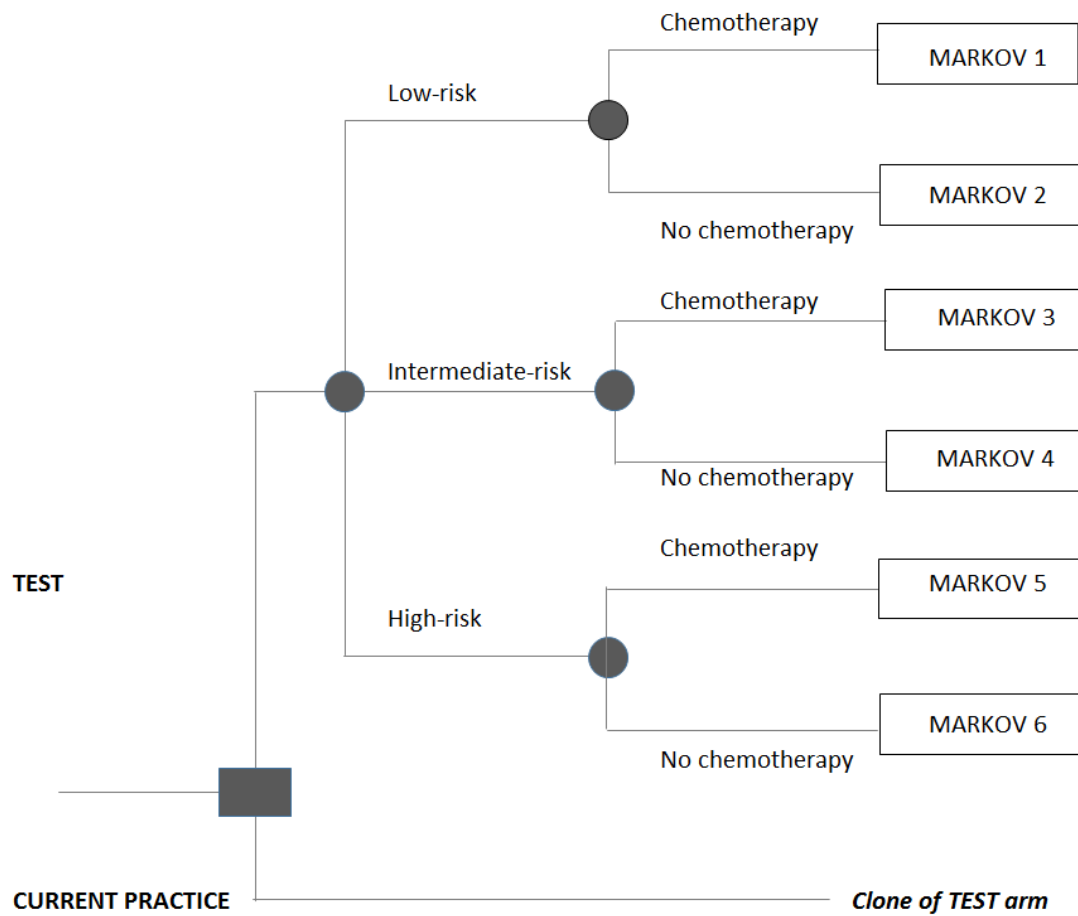 Chemotherapy
MARKOV 1
Low-risk
MARKOV 2
No chemotherapy
Chemotherapy
MARKOV 3
Intermediate-risk
MARKOV 4
No chemotherapy
Chemotherapy
TEST
MARKOV 5
High-risk
MARKOV 6
No chemotherapy
CURRENT PRACTICE
Clone of TEST arm